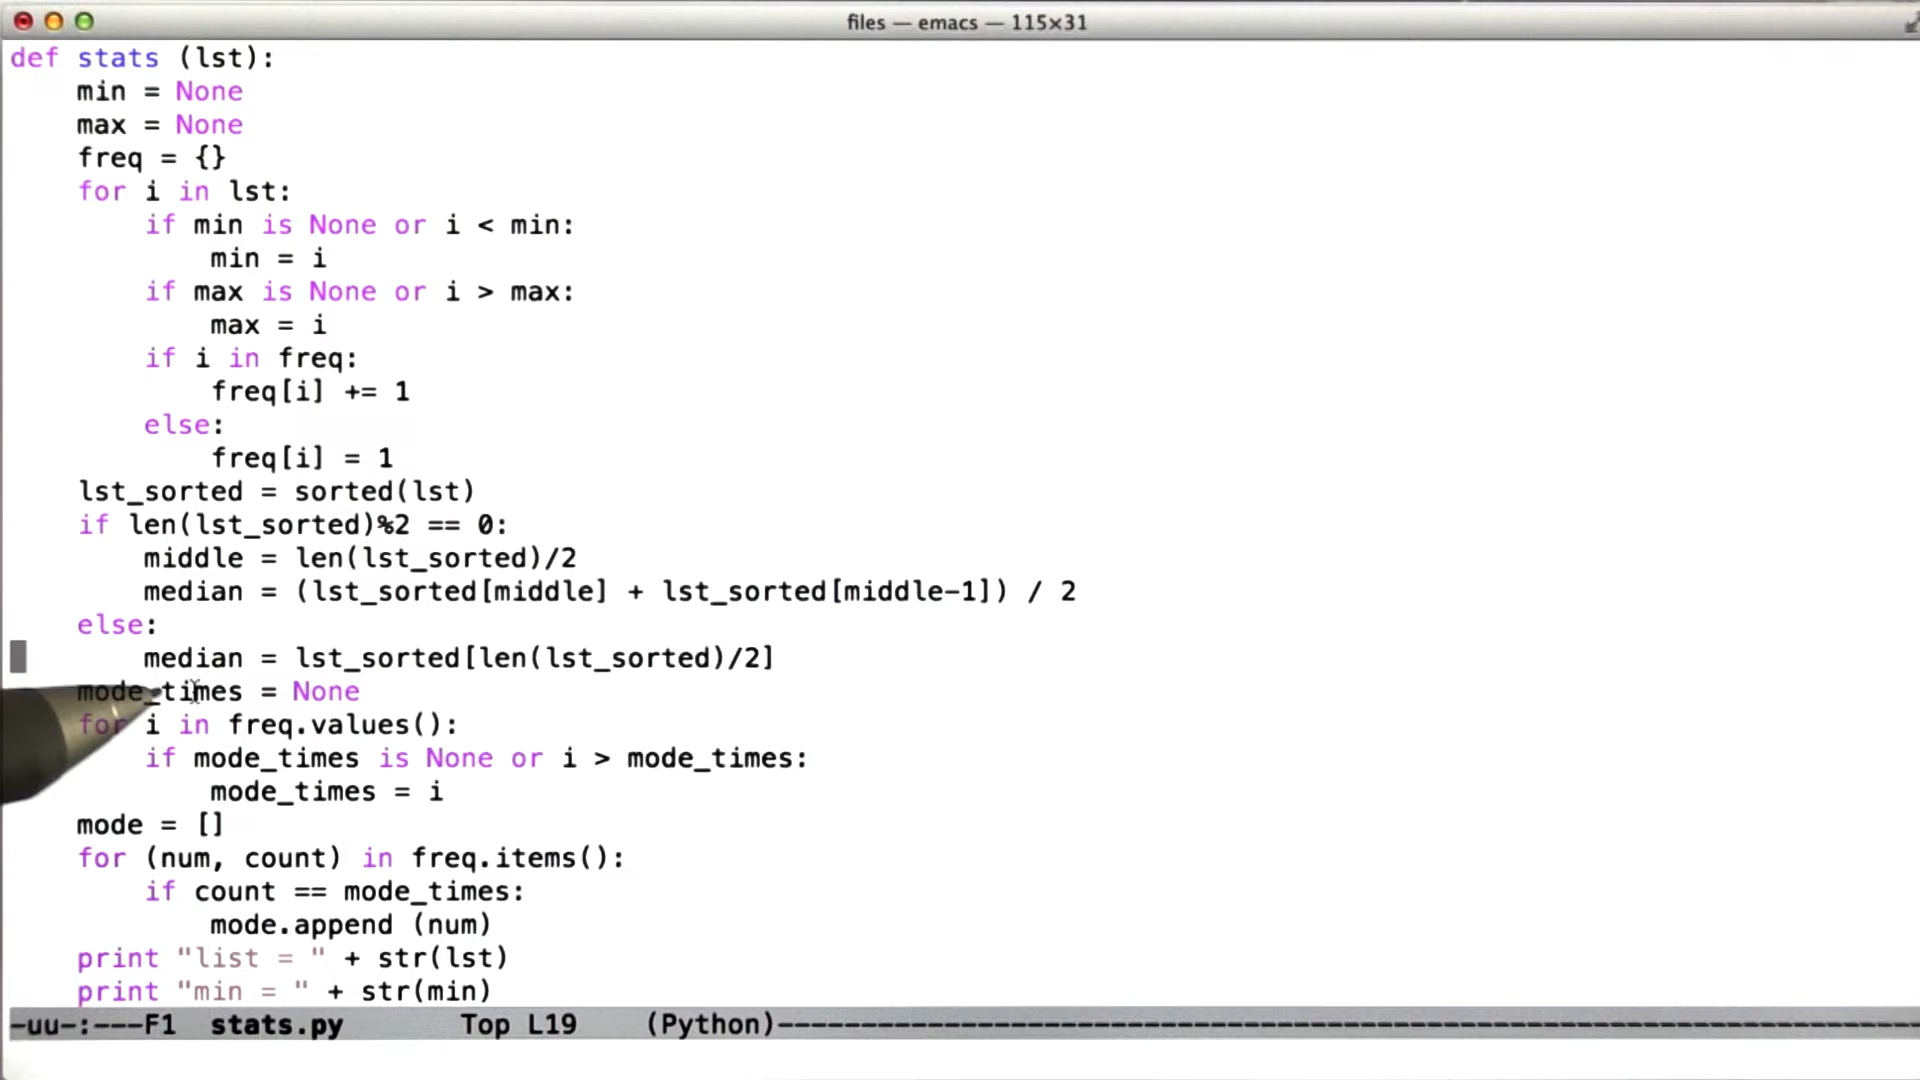 files — emacs — 115×31
def stats (lst):
    min = None
    max = None
    freq = {}
    for i in lst:
        if min is None or i < min:
            min = i
        if max is None or i > max:
            max = i
        if i in freq:
            freq[i] += 1
        else:
            freq[i] = 1
    lst_sorted = sorted(lst)
    if len(lst_sorted)%2 == 0:
        middle = len(lst_sorted)/2
        median = (lst_sorted[middle] + lst_sorted[middle-1]) / 2
    else:
        median = lst_sorted[len(lst_sorted)/2]
    mode_times = None
    for i in freq.values():
        if mode_times is None or i > mode_times:
            mode_times = i
    mode = []
    for (num, count) in freq.items():
        if count == mode_times:
            mode.append (num)
    print "list = " + str(lst)
    print "min = " + str(min)
-uu-:---F1  stats.py       Top L19    (Python)----------------------------------------------------------------------